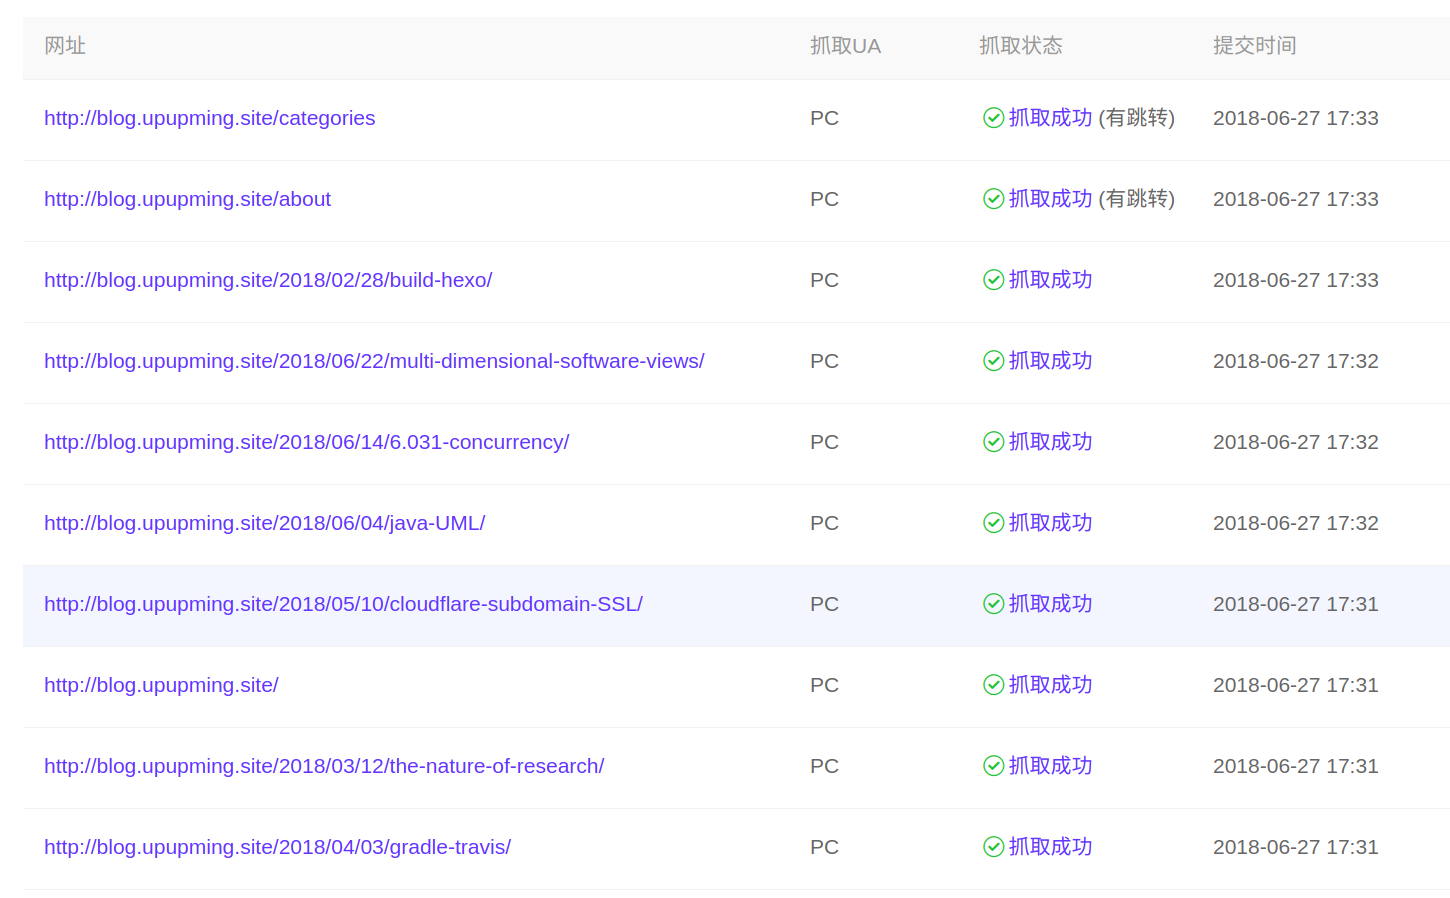 网址 抓取UA 抓取状态 提交时间
http://blog.upupming.site/categories PC 抓取成功 (有跳转) 2018-06-27 17:33
http://blog.upupming.site/about PC 抓取成功 (有跳转) 2018-06-27 17:33
http://blog.upupming.site/2018/02/28/build-hexo/ PC 抓取成功 2018-06-27 17:33
http://blog.upupming.site/2018/06/22/multi-dimensional-software-views/ PC 抓取成功 2018-06-27 17:32
http://blog.upupming.site/2018/06/14/6.031-concurrency/ PC 抓取成功 2018-06-27 17:32
http://blog.upupming.site/2018/06/04/java-UML/ PC 抓取成功 2018-06-27 17:32
http://blog.upupming.site/2018/05/10/cloudflare-subdomain-SSL/ PC 抓取成功 2018-06-27 17:31
http://blog.upupming.site/ PC 抓取成功 2018-06-27 17:31
http://blog.upupming.site/2018/03/12/the-nature-of-research/ PC 抓取成功 2018-06-27 17:31
http://blog.upupming.site/2018/04/03/gradle-travis/ PC 抓取成功 2018-06-27 17:31